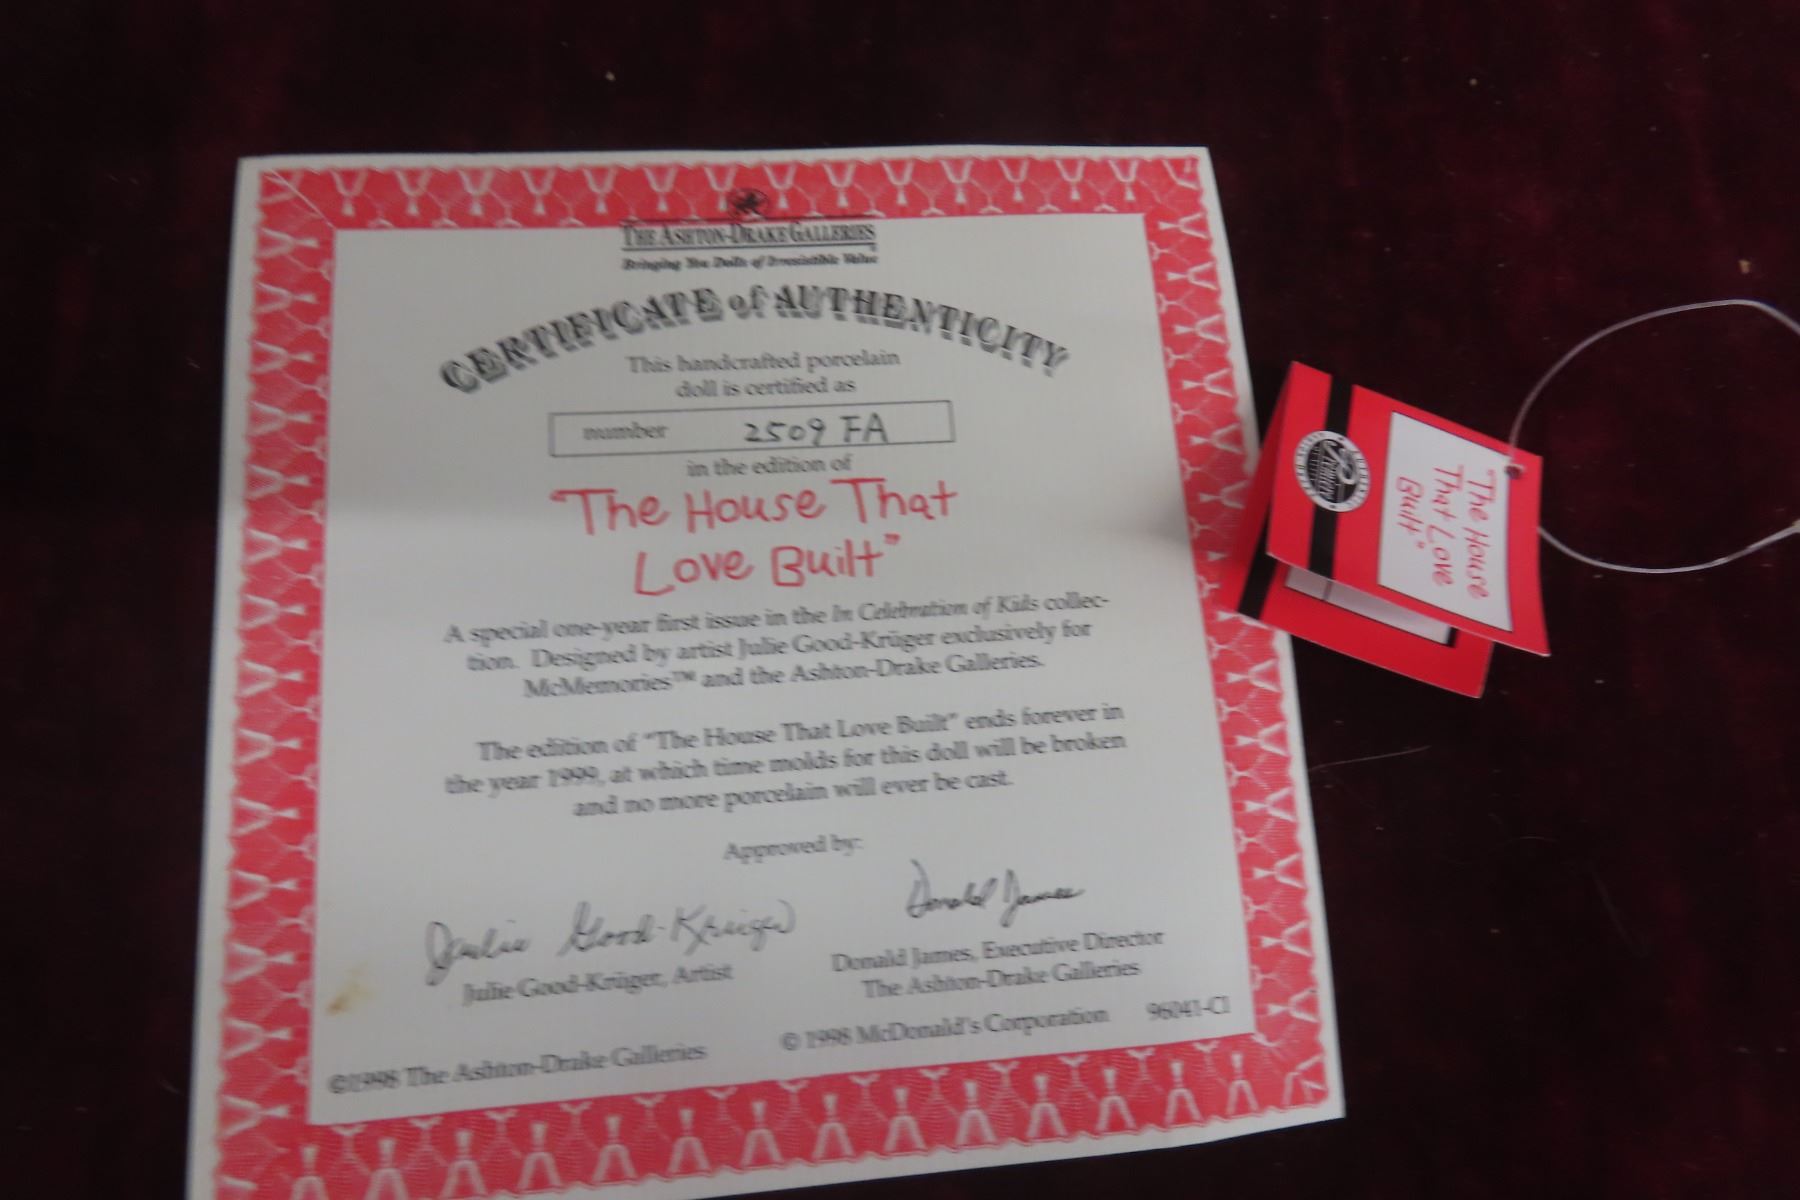 THE ASHTON-DRAKE GALLERIES
Bringing You Dolls of Irresistible Value
CERTIFICATE of AUTHENTICITY
This handcrafted porcelain
doll is certified as
number 2509 FA
in the edition of
"The House That
Love Built"
A special one-year first issue in the In Celebration of Kids collec-
tion. Designed by artist Julie Good-Krüger exclusively for
McMemories™ and the Ashton-Drake Galleries.
The edition of "The House That Love Built" ends forever in
the year 1999, at which time molds for this doll will be broken
and no more porcelain will ever be cast.
Approved by:
Julie Good-Krüger
Donald James
Julie Good-Krüger, Artist
Donald James, Executive Director
The Ashton-Drake Galleries
©1998 The Ashton-Drake Galleries
© 1998 McDonald's Corporation
96041-C1
"The House
That Love
Built"